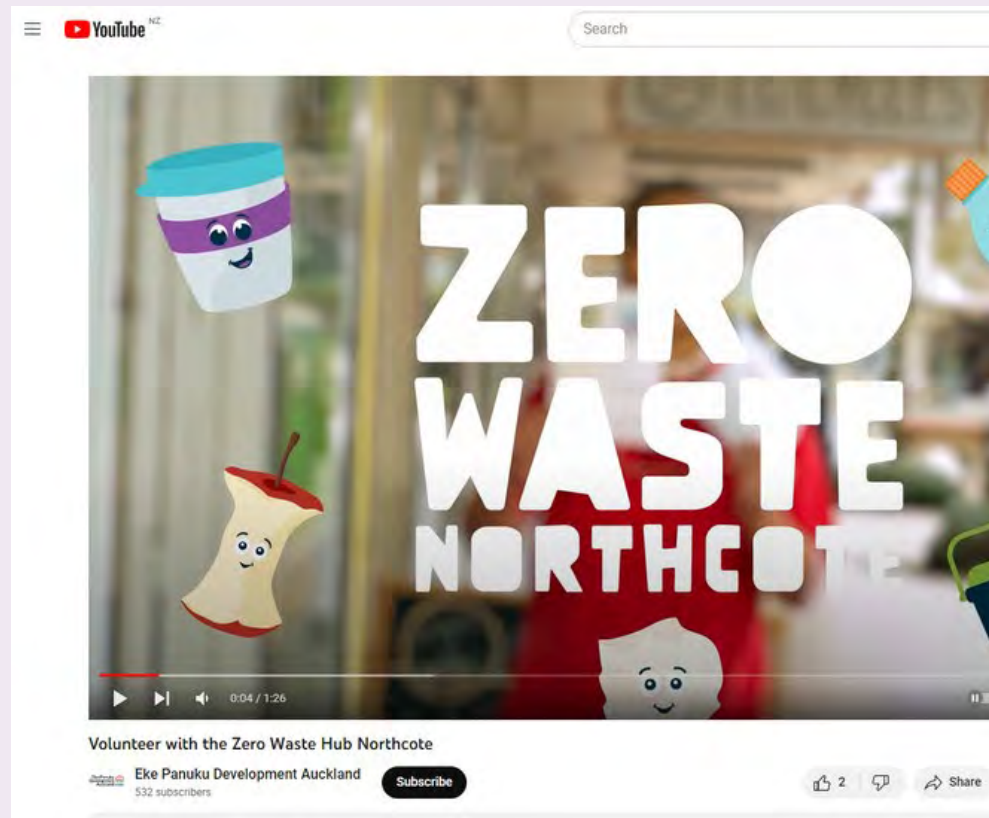 YouTube NZ
Search
ZERO
WASTE
NORTHCOTE
0:04 / 1:26
Volunteer with the Zero Waste Hub Northcote
Eke Panuku Development Auckland
Subscribe
2
Share
532 subscribers